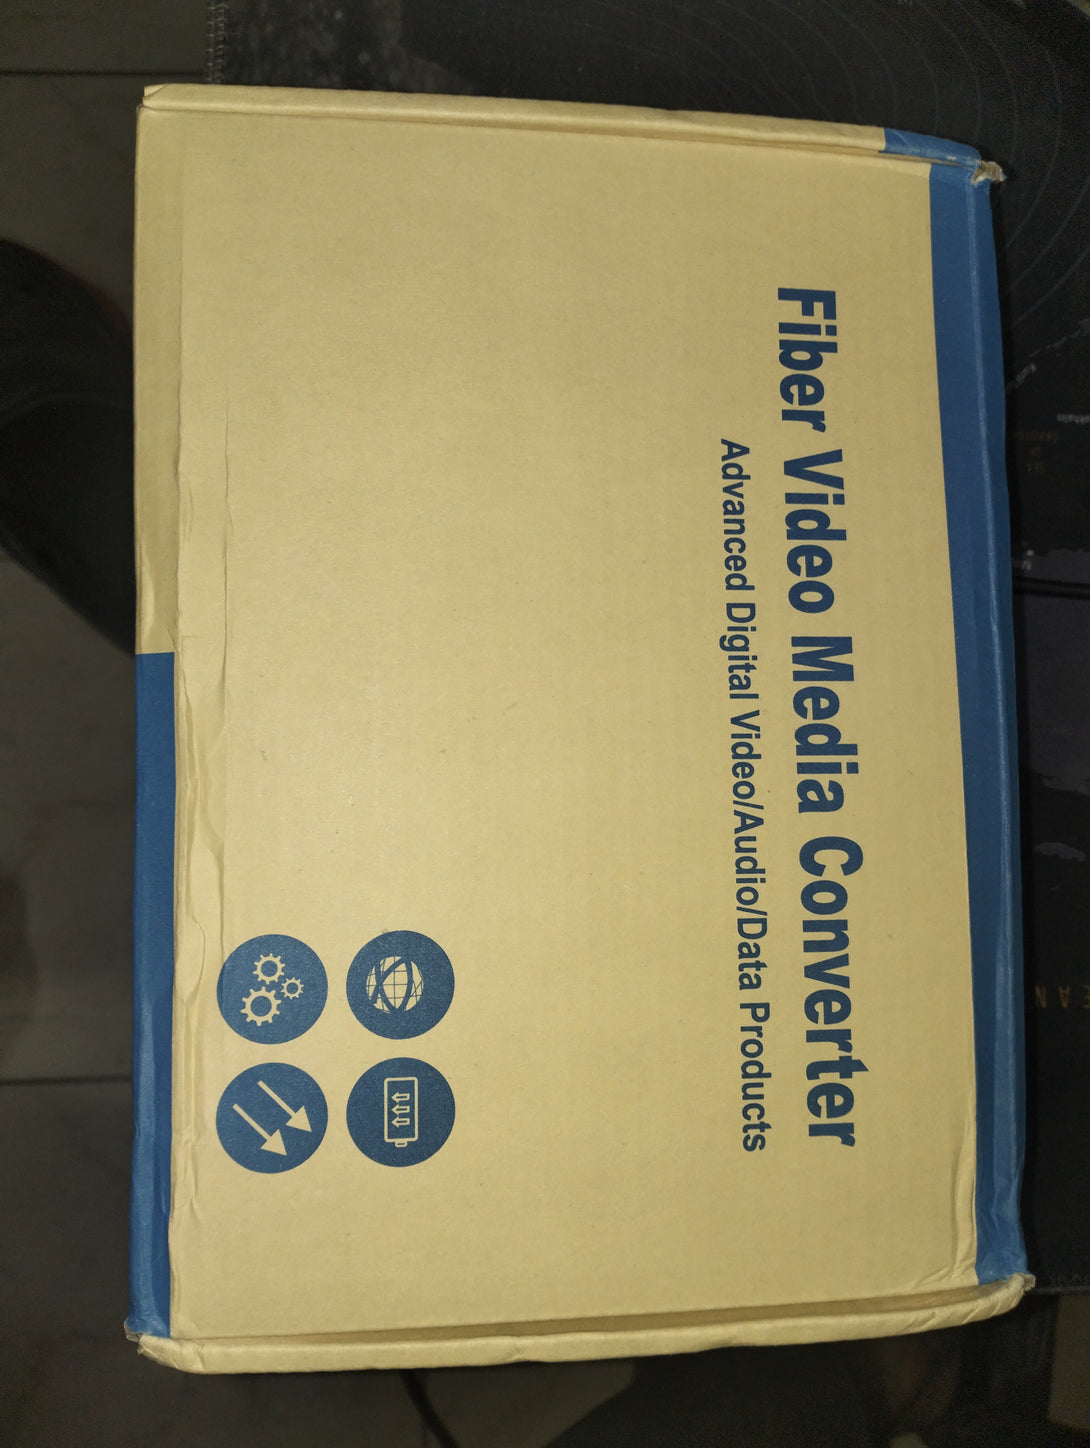 Fiber Video Media Converter
Advanced Digital Video/Audio/Data Products